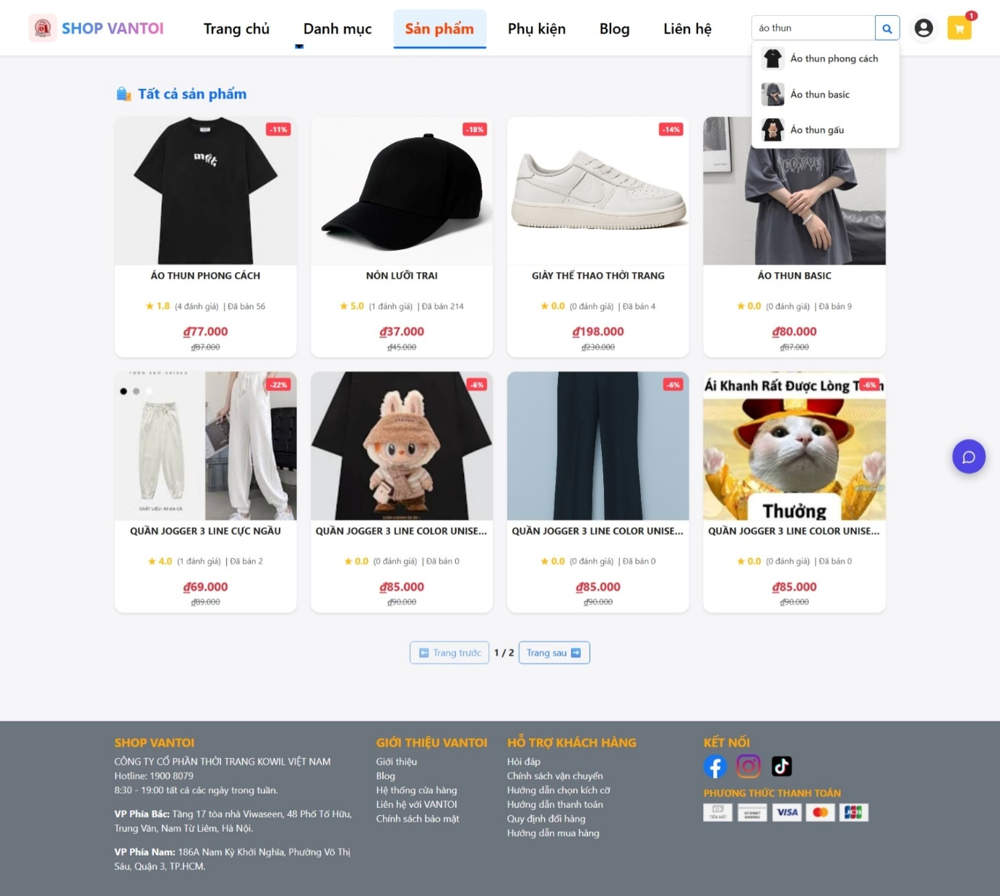 SHOP VANTOI
Trang chủ
Danh mục
Sản phẩm
Phụ kiện
Blog
Liên hệ
áo thun
1
Áo thun phong cách
Áo thun basic
Áo thun gấu
Tất cả sản phẩm
-11%
-18%
-14%
ÁO THUN PHONG CÁCH
NÓN LƯỠI TRAI
GIÀY THỂ THAO THỜI TRANG
ÁO THUN BASIC
★ 1.8 (4 đánh giá) | Đã bán 56
★ 5.0 (1 đánh giá) | Đã bán 214
★ 0.0 (0 đánh giá) | Đã bán 4
★ 0.0 (0 đánh giá) | Đã bán 9
₫77.000
₫37.000
₫198.000
₫80.000
₫87.000
₫45.000
₫230.000
₫87.000
-22%
-6%
-6%
-6%
CHẤT LIỆU : NỈ DA CÁ
Ái Khanh Rất Được Lòng
Thưởng
QUẦN JOGGER 3 LINE CỰC NGẦU
QUẦN JOGGER 3 LINE COLOR UNISE...
QUẦN JOGGER 3 LINE COLOR UNISE...
QUẦN JOGGER 3 LINE COLOR UNISE...
★ 4.0 (1 đánh giá) | Đã bán 2
★ 0.0 (0 đánh giá) | Đã bán 0
★ 0.0 (0 đánh giá) | Đã bán 0
★ 0.0 (0 đánh giá) | Đã bán 0
₫69.000
₫85.000
₫85.000
₫85.000
₫89.000
₫90.000
₫90.000
₫90.000
Trang trước
1 / 2
Trang sau
SHOP VANTOI
CÔNG TY CỔ PHẦN THỜI TRANG KOWIL VIỆT NAM
Hotline: 1900 8079
8:30 - 19:00 tất cả các ngày trong tuần.
VP Phía Bắc: Tầng 17 tòa nhà Viwaseen, 48 Phố Tố Hữu,
Trung Văn, Nam Từ Liêm, Hà Nội.
VP Phía Nam: 186A Nam Kỳ Khởi Nghĩa, Phường Võ Thị
Sáu, Quận 3, TP.HCM.
GIỚI THIỆU VANTOI
Giới thiệu
Blog
Hệ thống cửa hàng
Liên hệ với VANTOI
Chính sách bảo mật
HỖ TRỢ KHÁCH HÀNG
Hỏi đáp
Chính sách vận chuyển
Hướng dẫn chọn kích cỡ
Hướng dẫn thanh toán
Quy định đổi hàng
Hướng dẫn mua hàng
KẾT NỐI
PHƯƠNG THỨC THANH TOÁN
TIỀN MẶT
INTERNET BANKING
VISA
JCB